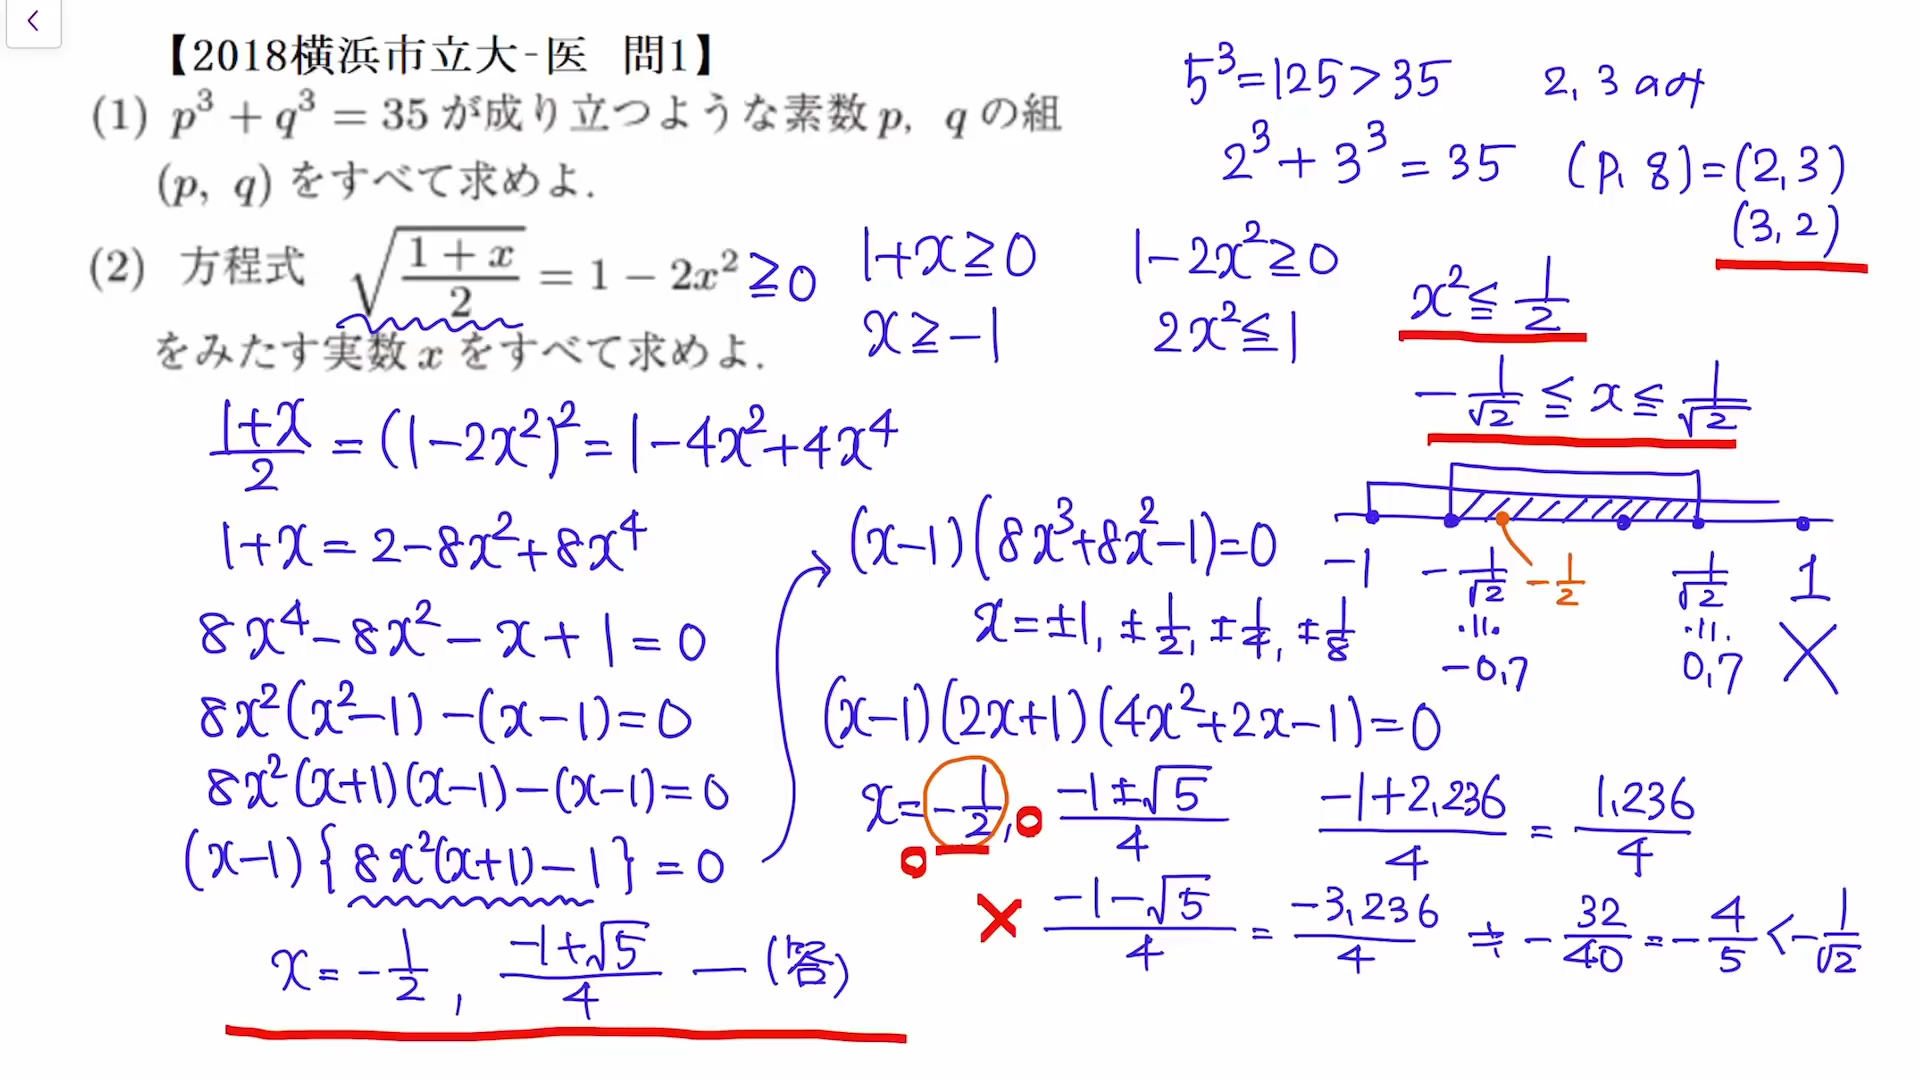 【2018横浜市立大-医 問1】
(1) p³ + q³ = 35 が成り立つような素数 p, q の組
(p, q) をすべて求めよ.
(2) 方程式 √((1 + x)/2) = 1 − 2x² ≧ 0
をみたす実数 x をすべて求めよ.
5³ = 125 > 35
2³ + 3³ = 35
(p, q) = (2, 3)
(3, 2)
1+x ≧ 0
x ≧ −1
1−2x² ≧ 0
2x² ≦ 1
x² ≦ 1/2
−1/√2 ≦ x ≦ 1/√2
(1+x)/2 = (1−2x²)² = 1−4x²+4x⁴
1+x = 2−8x²+8x⁴
8x⁴−8x²−x+1 = 0
8x²(x²−1)−(x−1) = 0
8x²(x+1)(x−1)−(x−1) = 0
(x−1){8x²(x+1)−1} = 0
(x−1)(8x³+8x²−1) = 0
x = ±1, ±1/2, ±1/4, ±1/8
−1 −1/√2 −1/2 1/√2 1
−0.7 0.7 ×
(x−1)(2x+1)(4x²+2x−1) = 0
x = −1/2, (−1±√5)/4
(−1+2.236)/4 = 1.236/4
× (−1−√5)/4 = −3.236/4 ≒ −32/40 = −4/5 < −1/√2
x = −1/2, (−1+√5)/4 ―(答)